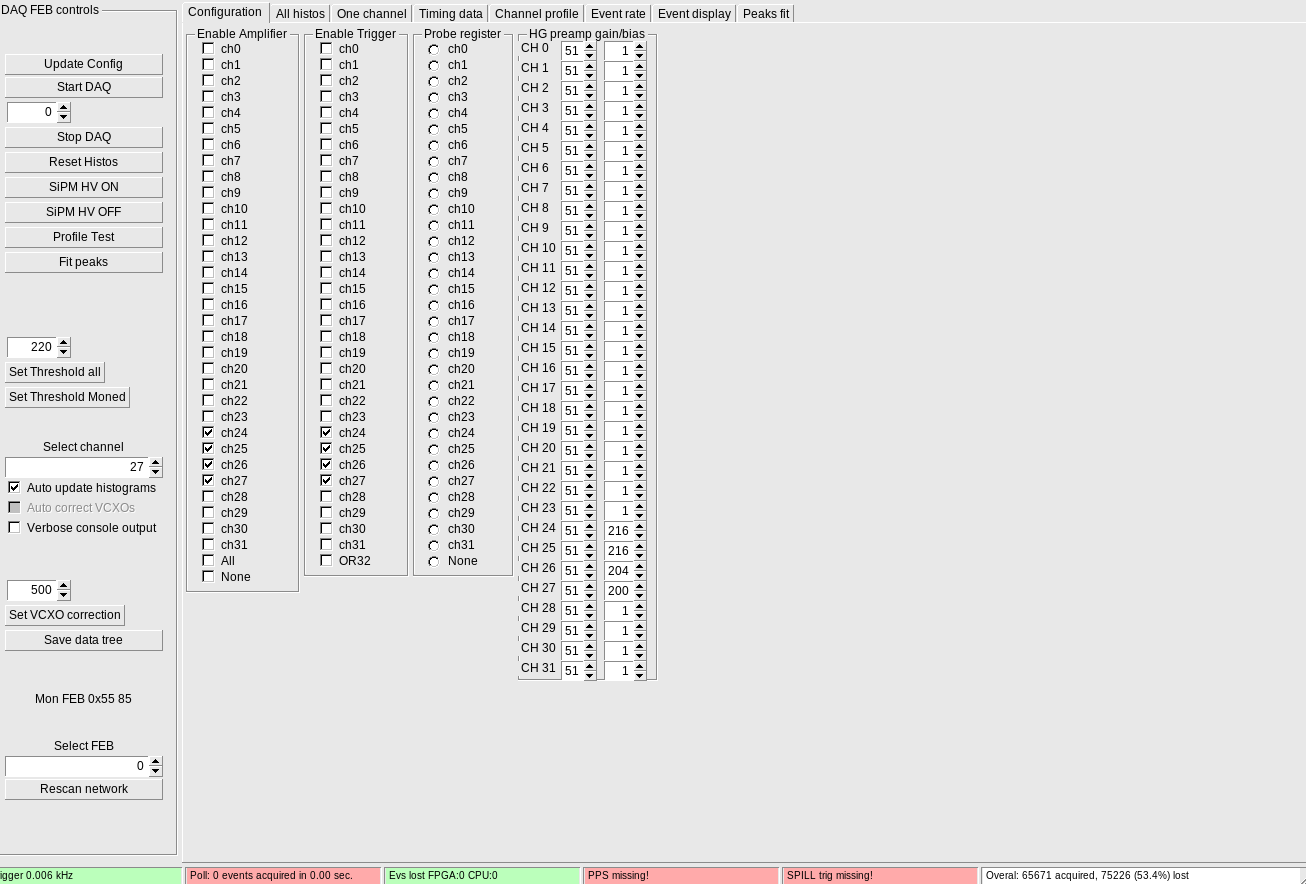 DAQ FEB controls
Update Config
Start DAQ
0
Stop DAQ
Reset Histos
SiPM HV ON
SiPM HV OFF
Profile Test
Fit peaks
220
Set Threshold all
Set Threshold Moned
Select channel
27
Auto update histograms
Auto correct VCXOs
Verbose console output
500
Set VCXO correction
Save data tree
Mon FEB 0x55 85
Select FEB
0
Rescan network
Configuration All histos One channel Timing data Channel profile Event rate Event display Peaks fit
Enable Amplifier
ch0
ch1
ch2
ch3
ch4
ch5
ch6
ch7
ch8
ch9
ch10
ch11
ch12
ch13
ch14
ch15
ch16
ch17
ch18
ch19
ch20
ch21
ch22
ch23
ch24
ch25
ch26
ch27
ch28
ch29
ch30
ch31
All
None
Enable Trigger
ch0
ch1
ch2
ch3
ch4
ch5
ch6
ch7
ch8
ch9
ch10
ch11
ch12
ch13
ch14
ch15
ch16
ch17
ch18
ch19
ch20
ch21
ch22
ch23
ch24
ch25
ch26
ch27
ch28
ch29
ch30
ch31
OR32
Probe register
ch0
ch1
ch2
ch3
ch4
ch5
ch6
ch7
ch8
ch9
ch10
ch11
ch12
ch13
ch14
ch15
ch16
ch17
ch18
ch19
ch20
ch21
ch22
ch23
ch24
ch25
ch26
ch27
ch28
ch29
ch30
ch31
None
HG preamp gain/bias
CH 0 51 1
CH 1 51 1
CH 2 51 1
CH 3 51 1
CH 4 51 1
CH 5 51 1
CH 6 51 1
CH 7 51 1
CH 8 51 1
CH 9 51 1
CH 10 51 1
CH 11 51 1
CH 12 51 1
CH 13 51 1
CH 14 51 1
CH 15 51 1
CH 16 51 1
CH 17 51 1
CH 18 51 1
CH 19 51 1
CH 20 51 1
CH 21 51 1
CH 22 51 1
CH 23 51 1
CH 24 51 216
CH 25 51 216
CH 26 51 204
CH 27 51 200
CH 28 51 1
CH 29 51 1
CH 30 51 1
CH 31 51 1
igger 0.006 kHz
Poll: 0 events acquired in 0.00 sec.
Evs lost FPGA:0 CPU:0
PPS missing!
SPILL trig missing!
Overal: 65671 acquired, 75226 (53.4%) lost